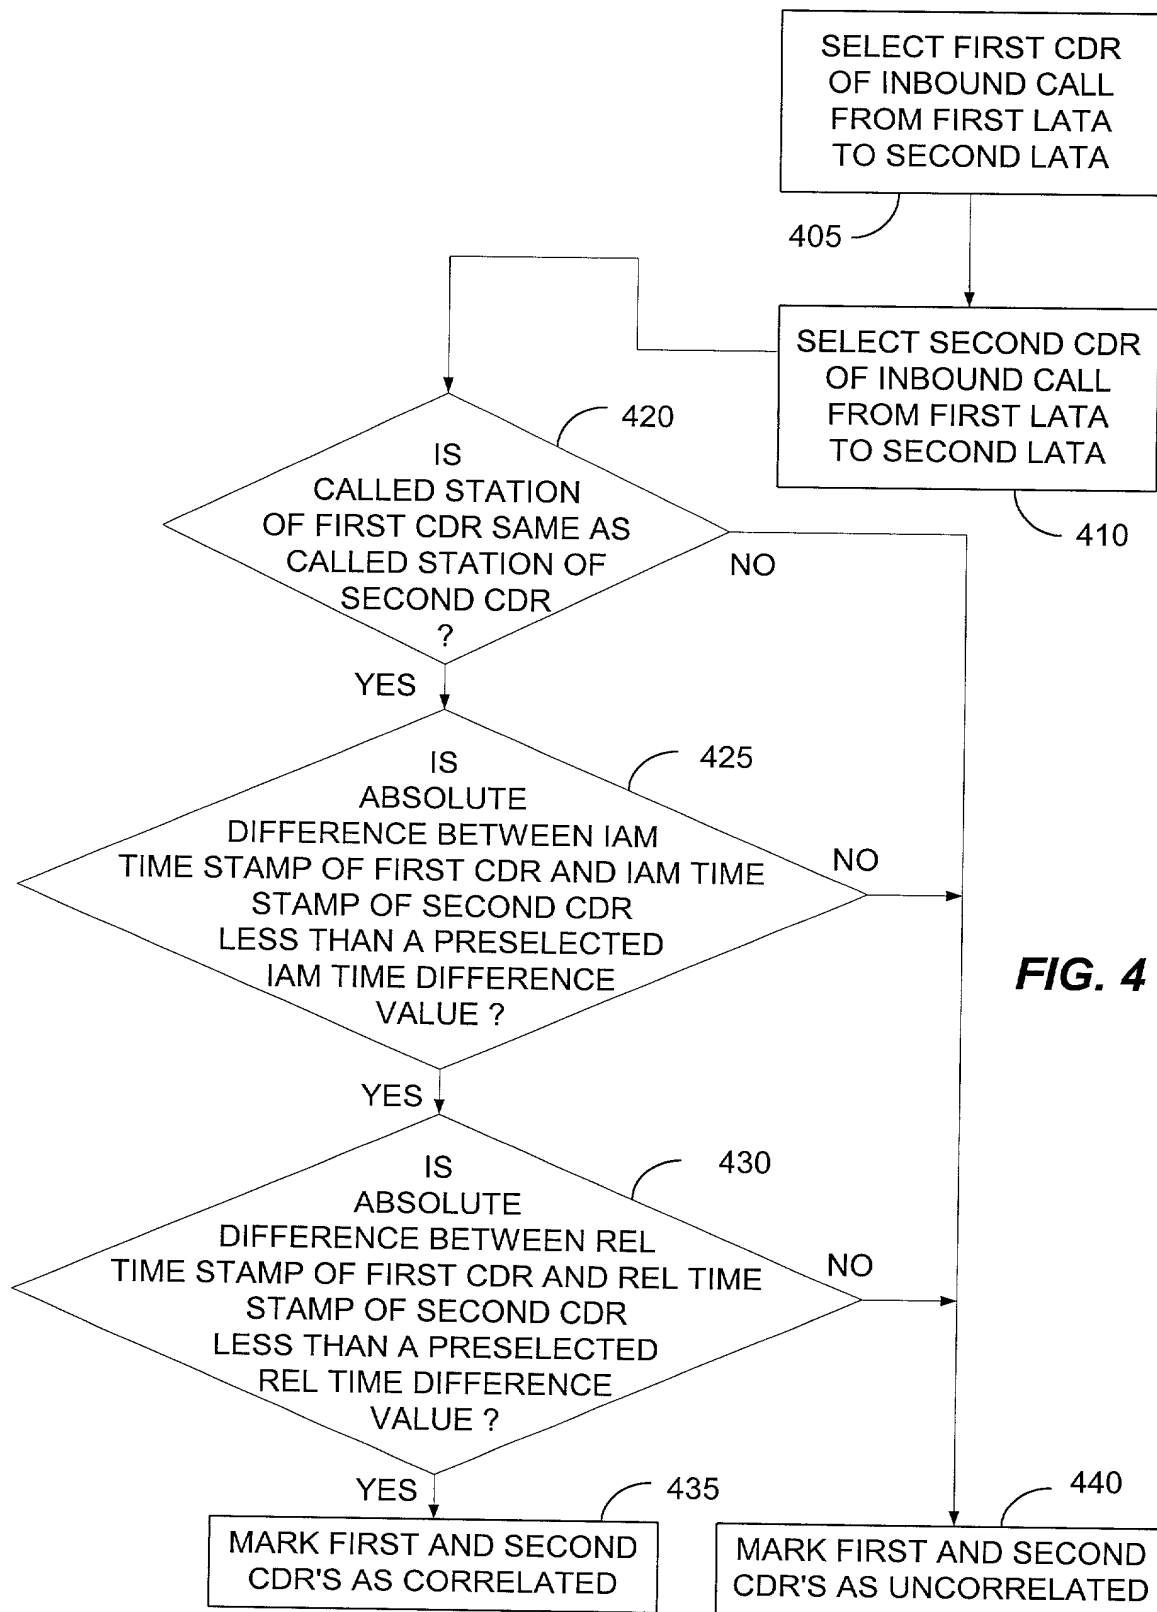 SELECT FIRST CDR
OF INBOUND CALL
FROM FIRST LATA
TO SECOND LATA
405
SELECT SECOND CDR
OF INBOUND CALL
FROM FIRST LATA
TO SECOND LATA
410
420
IS
CALLED STATION
OF FIRST CDR SAME AS
CALLED STATION OF
SECOND CDR
?
NO
YES
425
IS
ABSOLUTE
DIFFERENCE BETWEEN IAM
TIME STAMP OF FIRST CDR AND IAM TIME
STAMP OF SECOND CDR
LESS THAN A PRESELECTED
IAM TIME DIFFERENCE
VALUE ?
NO
FIG. 4
YES
430
IS
ABSOLUTE
DIFFERENCE BETWEEN REL
TIME STAMP OF FIRST CDR AND REL TIME
STAMP OF SECOND CDR
LESS THAN A PRESELECTED
REL TIME DIFFERENCE
VALUE ?
NO
YES
435
MARK FIRST AND SECOND
CDR'S AS CORRELATED
440
MARK FIRST AND SECOND
CDR'S AS UNCORRELATED